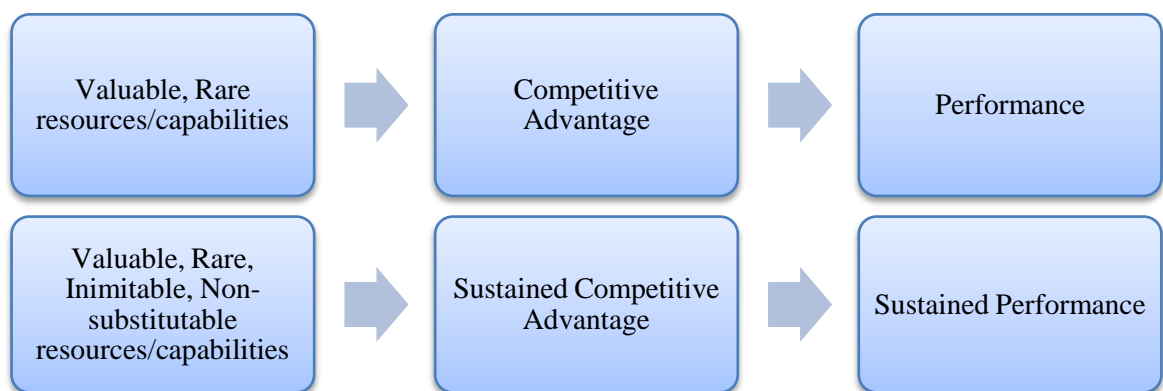 Valuable, Rare
resources/capabilities
Competitive
Advantage
Performance
Valuable, Rare,
Inimitable, Non-
substitutable
resources/capabilities
Sustained Competitive
Advantage
Sustained Performance